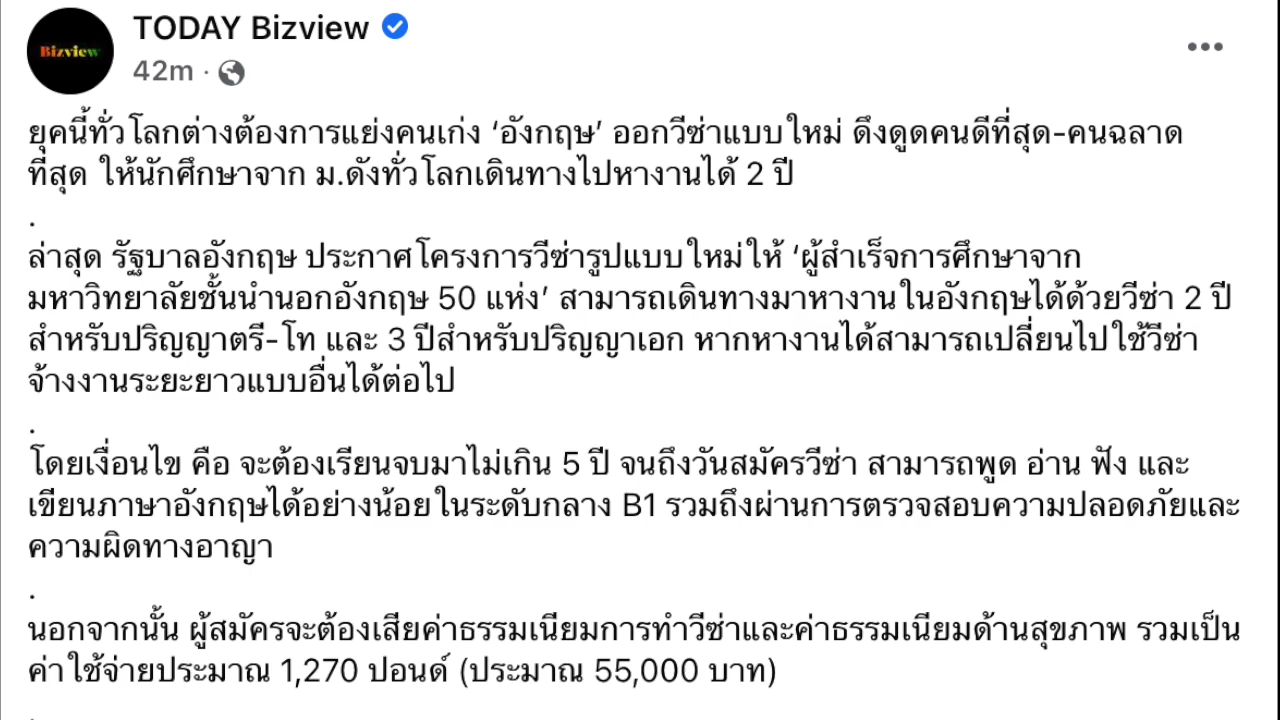 Bizview
TODAY Bizview
42m ·
ยุคนี้ทั่วโลกต่างต้องการแย่งคนเก่ง ‘อังกฤษ’ ออกวีซ่าแบบใหม่ ดึงดูดคนดีที่สุด-คนฉลาด
ที่สุด ให้นักศึกษาจาก ม.ดังทั่วโลกเดินทางไปหางานได้ 2 ปี
.
ล่าสุด รัฐบาลอังกฤษ ประกาศโครงการวีซ่ารูปแบบใหม่ให้ ‘ผู้สำเร็จการศึกษาจาก
มหาวิทยาลัยชั้นนำนอกอังกฤษ 50 แห่ง’ สามารถเดินทางมาหางานในอังกฤษได้ด้วยวีซ่า 2 ปี
สำหรับปริญญาตรี-โท และ 3 ปีสำหรับปริญญาเอก หากหางานได้สามารถเปลี่ยนไปใช้วีซ่า
จ้างงานระยะยาวแบบอื่นได้ต่อไป
.
โดยเงื่อนไข คือ จะต้องเรียนจบมาไม่เกิน 5 ปี จนถึงวันสมัครวีซ่า สามารถพูด อ่าน ฟัง และ
เขียนภาษาอังกฤษได้อย่างน้อยในระดับกลาง B1 รวมถึงผ่านการตรวจสอบความปลอดภัยและ
ความผิดทางอาญา
.
นอกจากนั้น ผู้สมัครจะต้องเสียค่าธรรมเนียมการทำวีซ่าและค่าธรรมเนียมด้านสุขภาพ รวมเป็น
ค่าใช้จ่ายประมาณ 1,270 ปอนด์ (ประมาณ 55,000 บาท)
.